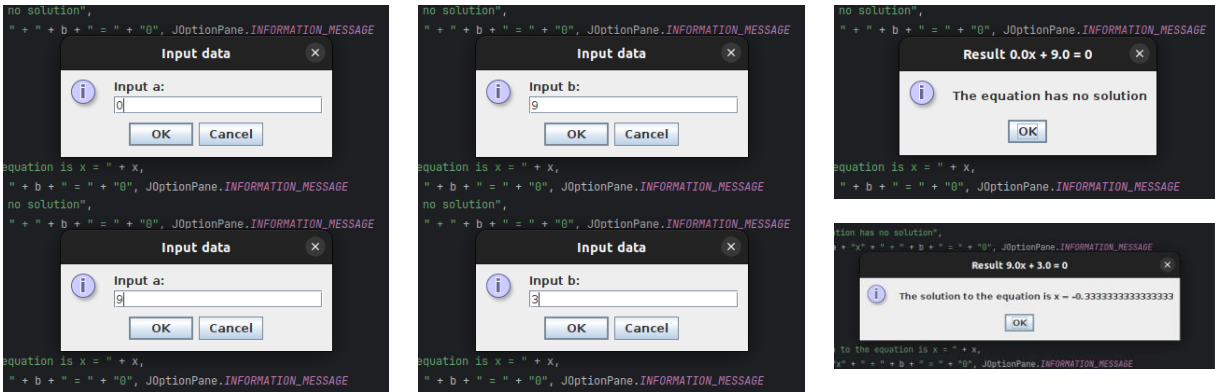 no solution",
" + " + b + " = " + "0", JOptionPane.INFORMATION_MESSAGE
Input data
Input a:
0
OK Cancel
equation is x = " + x,
" + b + " = " + "0", JOptionPane.INFORMATION_MESSAGE
no solution",
" + " + b + " = " + "0", JOptionPane.INFORMATION_MESSAGE
Input data
Input a:
9
OK Cancel
equation is x = " + x,
" + b + " = " + "0", JOptionPane.INFORMATION_MESSAGE
no solution",
" + " + b + " = " + "0", JOptionPane.INFORMATION_MESSAGE
Input data
Input b:
9
OK Cancel
equation is x = " + x,
" + b + " = " + "0", JOptionPane.INFORMATION_MESSAGE
no solution",
" + " + b + " = " + "0", JOptionPane.INFORMATION_MESSAGE
Input data
Input b:
3
OK Cancel
equation is x = " + x,
" + b + " = " + "0", JOptionPane.INFORMATION_MESSAGE
no solution",
" + " + b + " = " + "0", JOptionPane.INFORMATION_MESSAGE
Result 0.0x + 9.0 = 0
The equation has no solution
OK
equation is x = " + x,
" + b + " = " + "0", JOptionPane.INFORMATION_MESSAGE
tion has no solution",
+ "x" + " + " + b + " = " + "0", JOptionPane.INFORMATION_MESSAGE
Result 9.0x + 3.0 = 0
The solution to the equation is x = -0.3333333333333333
OK
to the equation is x = " + x,
"x" + " + " + b + " = " + "0", JOptionPane.INFORMATION_MESSAGE